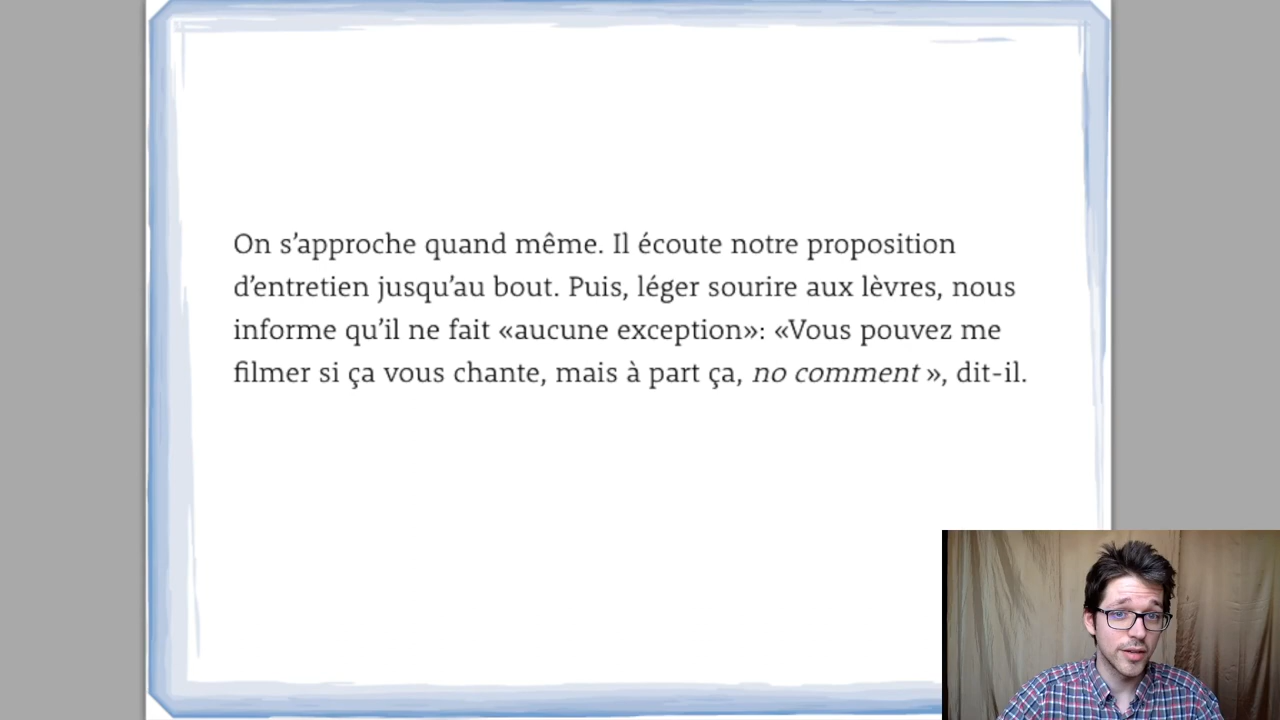 On s’approche quand même. Il écoute notre proposition
d’entretien jusqu’au bout. Puis, léger sourire aux lèvres, nous
informe qu’il ne fait «aucune exception»: «Vous pouvez me
filmer si ça vous chante, mais à part ça, no comment », dit-il.